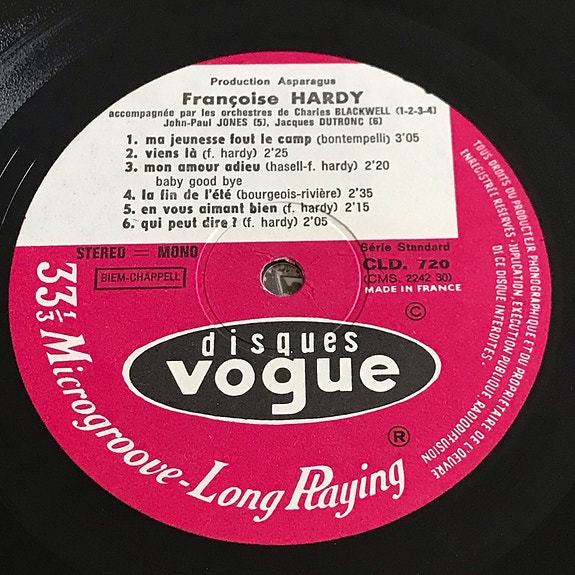 Production Asparagus
Françoise HARDY
accompagnée par les orchestres de Charles BLACKWELL (1-2-3-4)
John-Paul JONES (5), Jacques DUTRONC (6)
1. ma jeunesse fout le camp (bontempelli) 3'05
2. viens là (f. hardy) 2'25
3. mon amour adieu (hasell-f. hardy) 2'20
baby good bye
4. la fin de l'été (bourgeois-rivière) 2'35
5. en vous aimant bien (f. hardy) 2'15
6. qui peut dire ? (f. hardy) 2'05
STEREO = MONO
BIEM-CHAPPELL
Série Standard
CLD. 720
(CMS. 2242 30)
MADE IN FRANCE
©
disques
vogue
®
33 1/3 Microgroove-Long Playing
TOUS DROITS DU PRODUCTEUR PHONOGRAPHIQUE ET DU PROPRIÉTAIRE DE L'OEUVRE
ENREGISTRÉE RÉSERVÉS - DUPLICATION, EXÉCUTION PUBLIQUE, RADIODIFFUSION
DE CE DISQUE INTERDITES